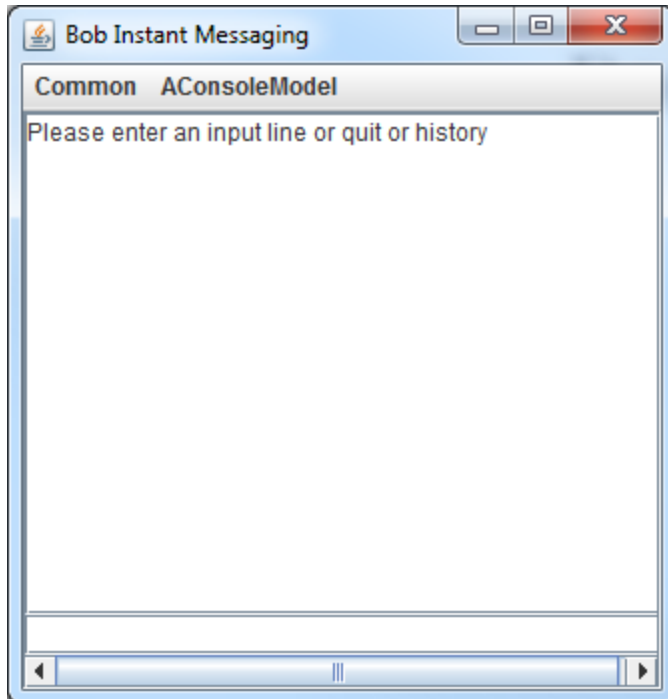 Bob Instant Messaging
Common AConsoleModel
Please enter an input line or quit or history